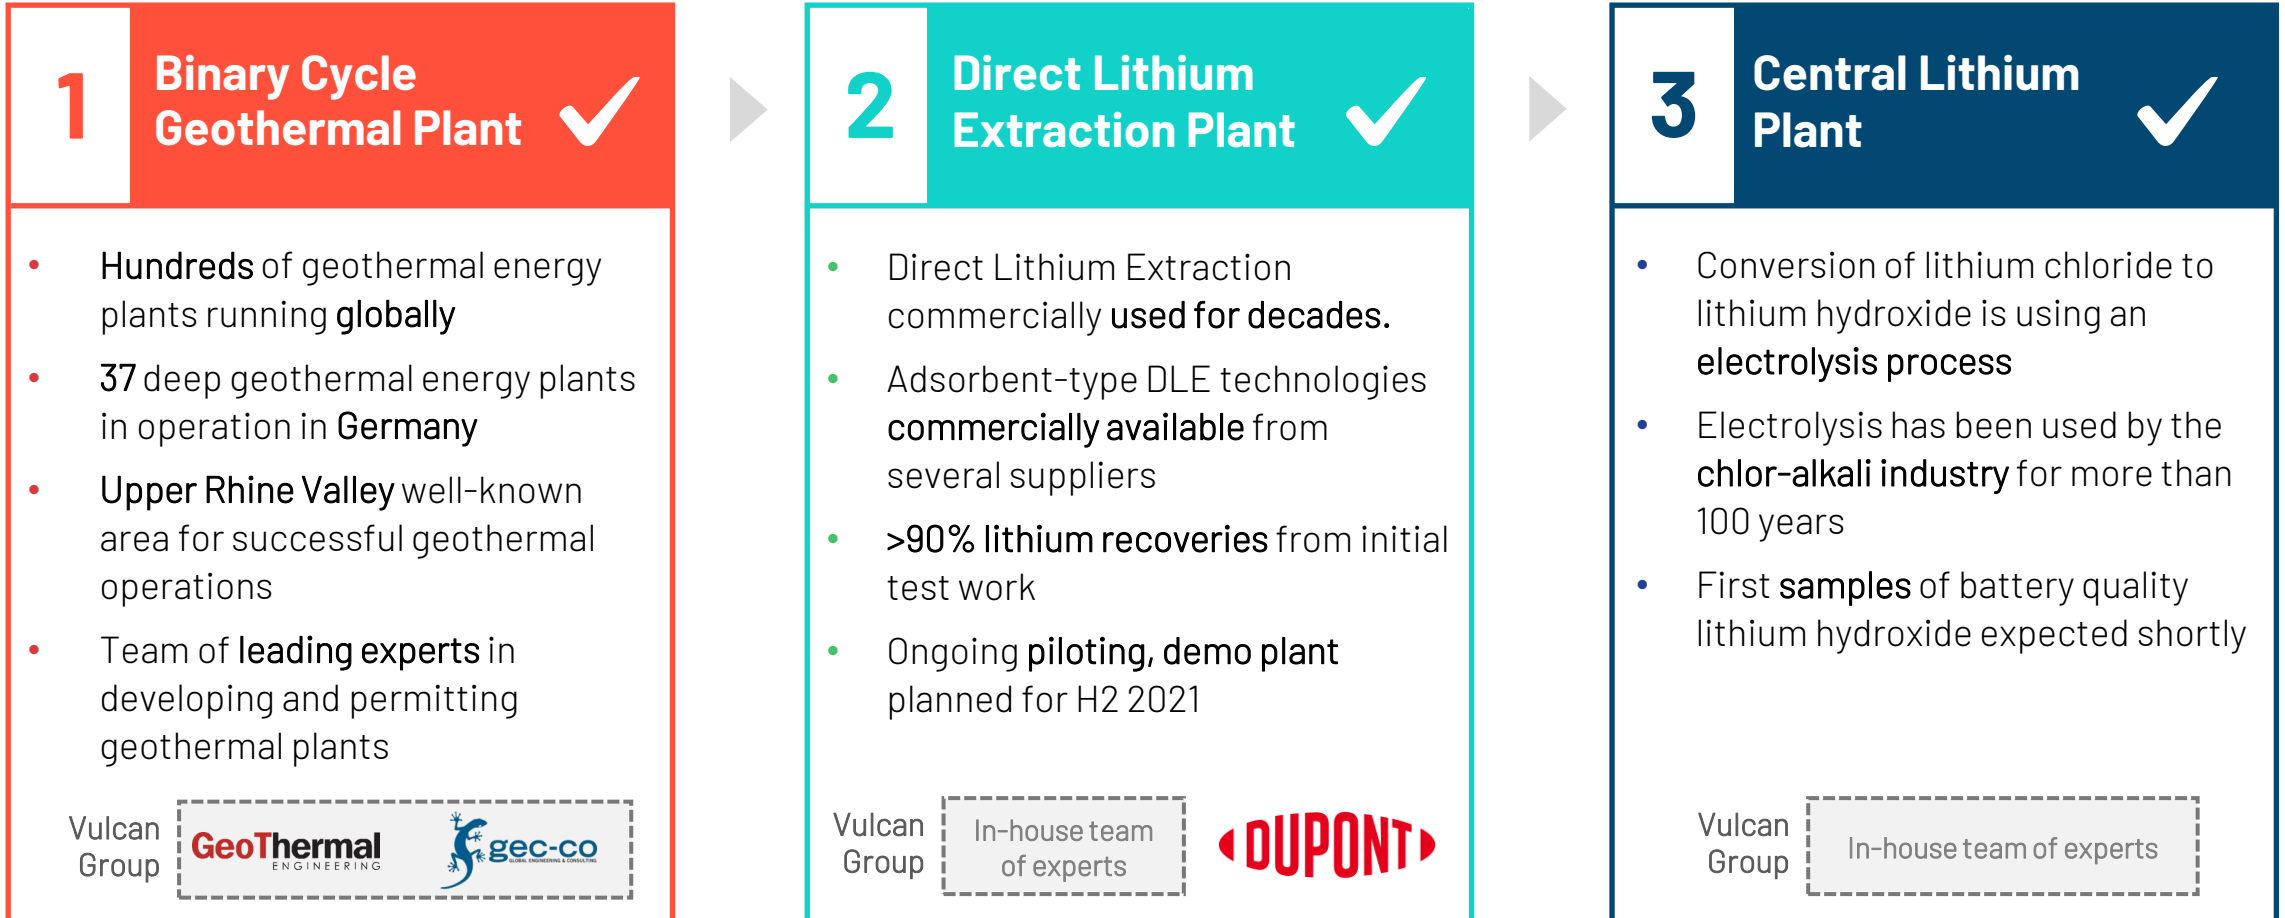 1
Binary Cycle
Geothermal Plant
• Hundreds of geothermal energy
plants running globally
• 37 deep geothermal energy plants
in operation in Germany
• Upper Rhine Valley well-known
area for successful geothermal
operations
• Team of leading experts in
developing and permitting
geothermal plants
Vulcan
Group
GeoThermal
ENGINEERING
gec-co
GLOBAL ENGINEERING & CONSULTING
2
Direct Lithium
Extraction Plant
• Direct Lithium Extraction
commercially used for decades.
• Adsorbent-type DLE technologies
commercially available from
several suppliers
• >90% lithium recoveries from initial
test work
• Ongoing piloting, demo plant
planned for H2 2021
Vulcan
Group
In-house team
of experts
DUPONT
3
Central Lithium
Plant
• Conversion of lithium chloride to
lithium hydroxide is using an
electrolysis process
• Electrolysis has been used by the
chlor-alkali industry for more than
100 years
• First samples of battery quality
lithium hydroxide expected shortly
Vulcan
Group
In-house team of experts